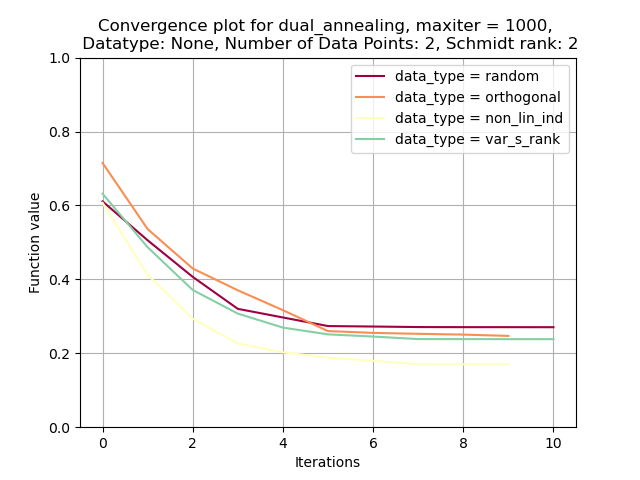 Convergence plot for dual_annealing, maxiter = 1000,
Datatype: None, Number of Data Points: 2, Schmidt rank: 2
1.0
0.8
0.6
0.4
0.2
0.0
Function value
data_type = random
data_type = orthogonal
data_type = non_lin_ind
data_type = var_s_rank
0 2 4 6 8 10
Iterations